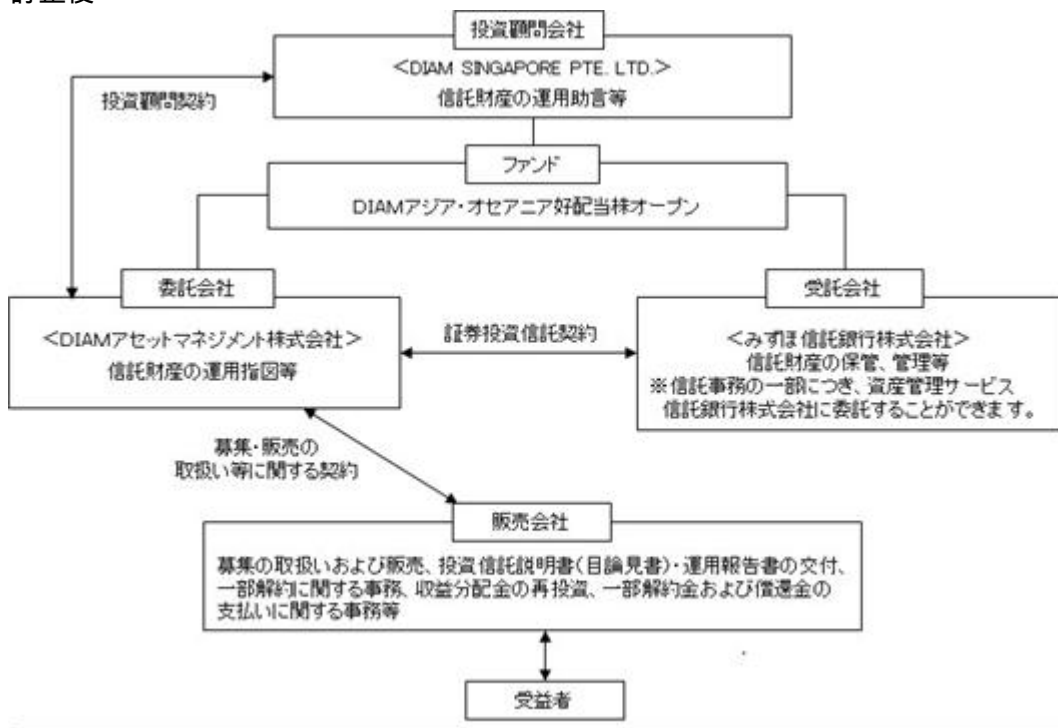 訂正後
投資顧問会社
＜DIAM SINGAPORE PTE. LTD.＞
信託財産の運用助言等
投資顧問契約
ファンド
DIAMアジア・オセアニア好配当株オープン
委託会社
＜DIAMアセットマネジメント株式会社＞
信託財産の運用指図等
証券投資信託契約
受託会社
＜みずほ信託銀行株式会社＞
信託財産の保管、管理等
※信託事務の一部につき、資産管理サービス
信託銀行株式会社に委託することができます。
募集・販売の
取扱い等に関する契約
販売会社
募集の取扱いおよび販売、投資信託説明書(目論見書)・運用報告書の交付、
一部解約に関する事務、収益分配金の再投資、一部解約金および償還金の
支払いに関する事務等
受益者